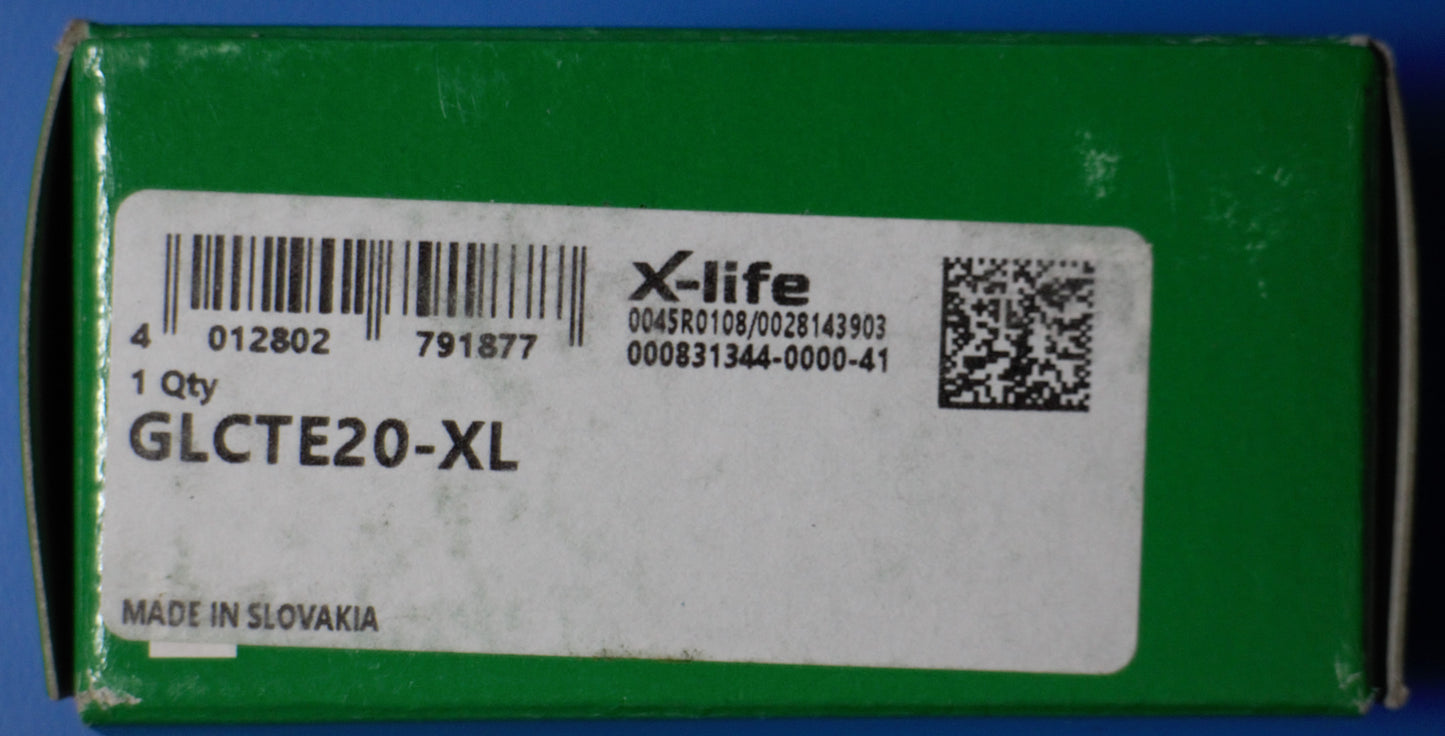 4 012802 791877
X-life
0045R0108/0028143903
000831344-0000-41
1 Qty
GLCTE20-XL
MADE IN SLOVAKIA